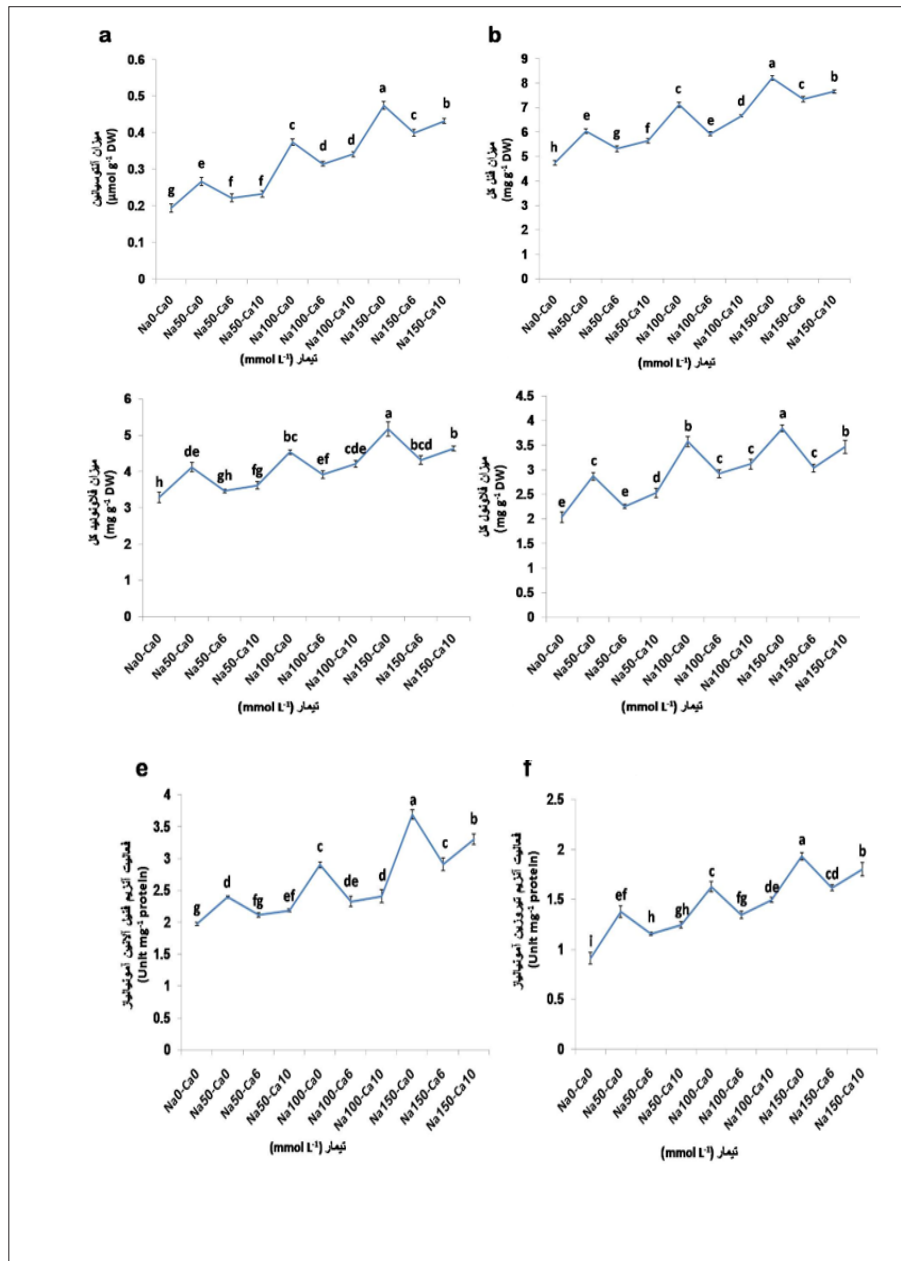 a
میزان آنتوسیانین
(µmol g⁻¹ DW)
0.6
0.5
0.4
0.3
0.2
0.1
0
g
e
f
f
c
d
d
a
c
b
Na0-Ca0
Na50-Ca0
Na50-Ca6
Na50-Ca10
Na100-Ca0
Na100-Ca6
Na100-Ca10
Na150-Ca0
Na150-Ca6
Na150-Ca10
تیمار (mmol L⁻¹)
b
میزان فنل کل
(mg g⁻¹ DW)
9
8
7
6
5
4
3
2
1
0
h
e
g
f
c
e
d
a
c
b
Na0-Ca0
Na50-Ca0
Na50-Ca6
Na50-Ca10
Na100-Ca0
Na100-Ca6
Na100-Ca10
Na150-Ca0
Na150-Ca6
Na150-Ca10
تیمار (mmol L⁻¹)
میزان فلاونوئید کل
(mg g⁻¹ DW)
6
5
4
3
2
1
0
h
de
gh
fg
bc
ef
cde
a
bcd
b
Na0-Ca0
Na50-Ca0
Na50-Ca6
Na50-Ca10
Na100-Ca0
Na100-Ca6
Na100-Ca10
Na150-Ca0
Na150-Ca6
Na150-Ca10
تیمار (mmol L⁻¹)
میزان فلاونول کل
(mg g⁻¹ DW)
4.5
4
3.5
3
2.5
2
1.5
1
0.5
0
e
c
e
d
b
c
c
a
c
b
Na0-Ca0
Na50-Ca0
Na50-Ca6
Na50-Ca10
Na100-Ca0
Na100-Ca6
Na100-Ca10
Na150-Ca0
Na150-Ca6
Na150-Ca10
تیمار (mmol L⁻¹)
e
فعالیت آنزیم فنیل آلانین آمونیالیاز
(Unit mg⁻¹ protein)
4
3.5
3
2.5
2
1.5
1
0.5
0
g
d
fg
ef
c
de
d
a
c
b
Na0-Ca0
Na50-Ca0
Na50-Ca6
Na50-Ca10
Na100-Ca0
Na100-Ca6
Na100-Ca10
Na150-Ca0
Na150-Ca6
Na150-Ca10
تیمار (mmol L⁻¹)
f
فعالیت آنزیم تیروزین آمونیالیاز
(Unit mg⁻¹ protein)
2.5
2
1.5
1
0.5
0
i
ef
h
gh
c
fg
de
a
cd
b
Na0-Ca0
Na50-Ca0
Na50-Ca6
Na50-Ca10
Na100-Ca0
Na100-Ca6
Na100-Ca10
Na150-Ca0
Na150-Ca6
Na150-Ca10
تیمار (mmol L⁻¹)